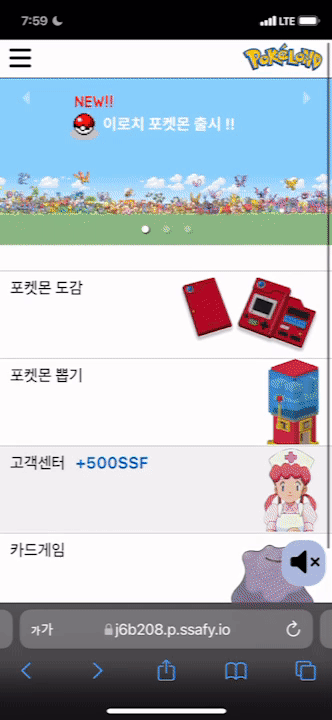 7:59
LTE
POKÉLOND
NEW!!
이로치 포켓몬 출시 !!
포켓몬 도감
포켓몬 뽑기
고객센터 +500SSF
카드게임
가가
j6b208.p.ssafy.io